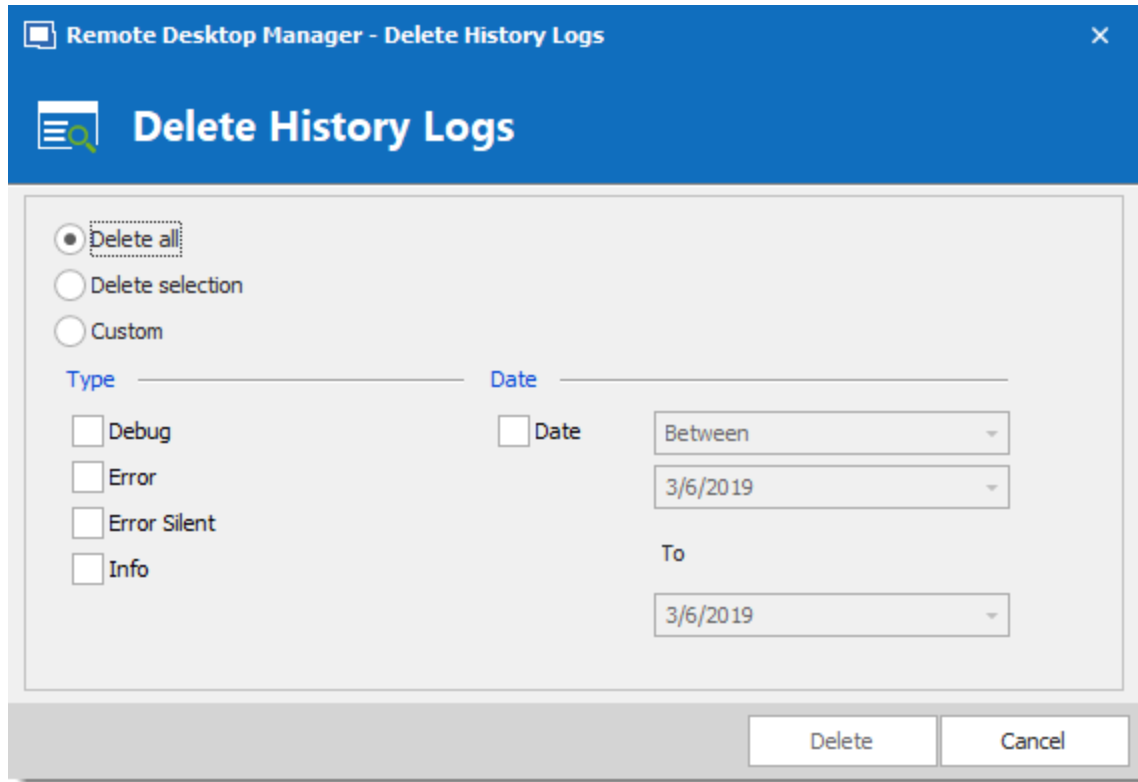 Remote Desktop Manager - Delete History Logs
Delete History Logs
Delete all
Delete selection
Custom
Type
Debug
Error
Error Silent
Info
Date
Date
Between
3/6/2019
To
3/6/2019
Delete
Cancel